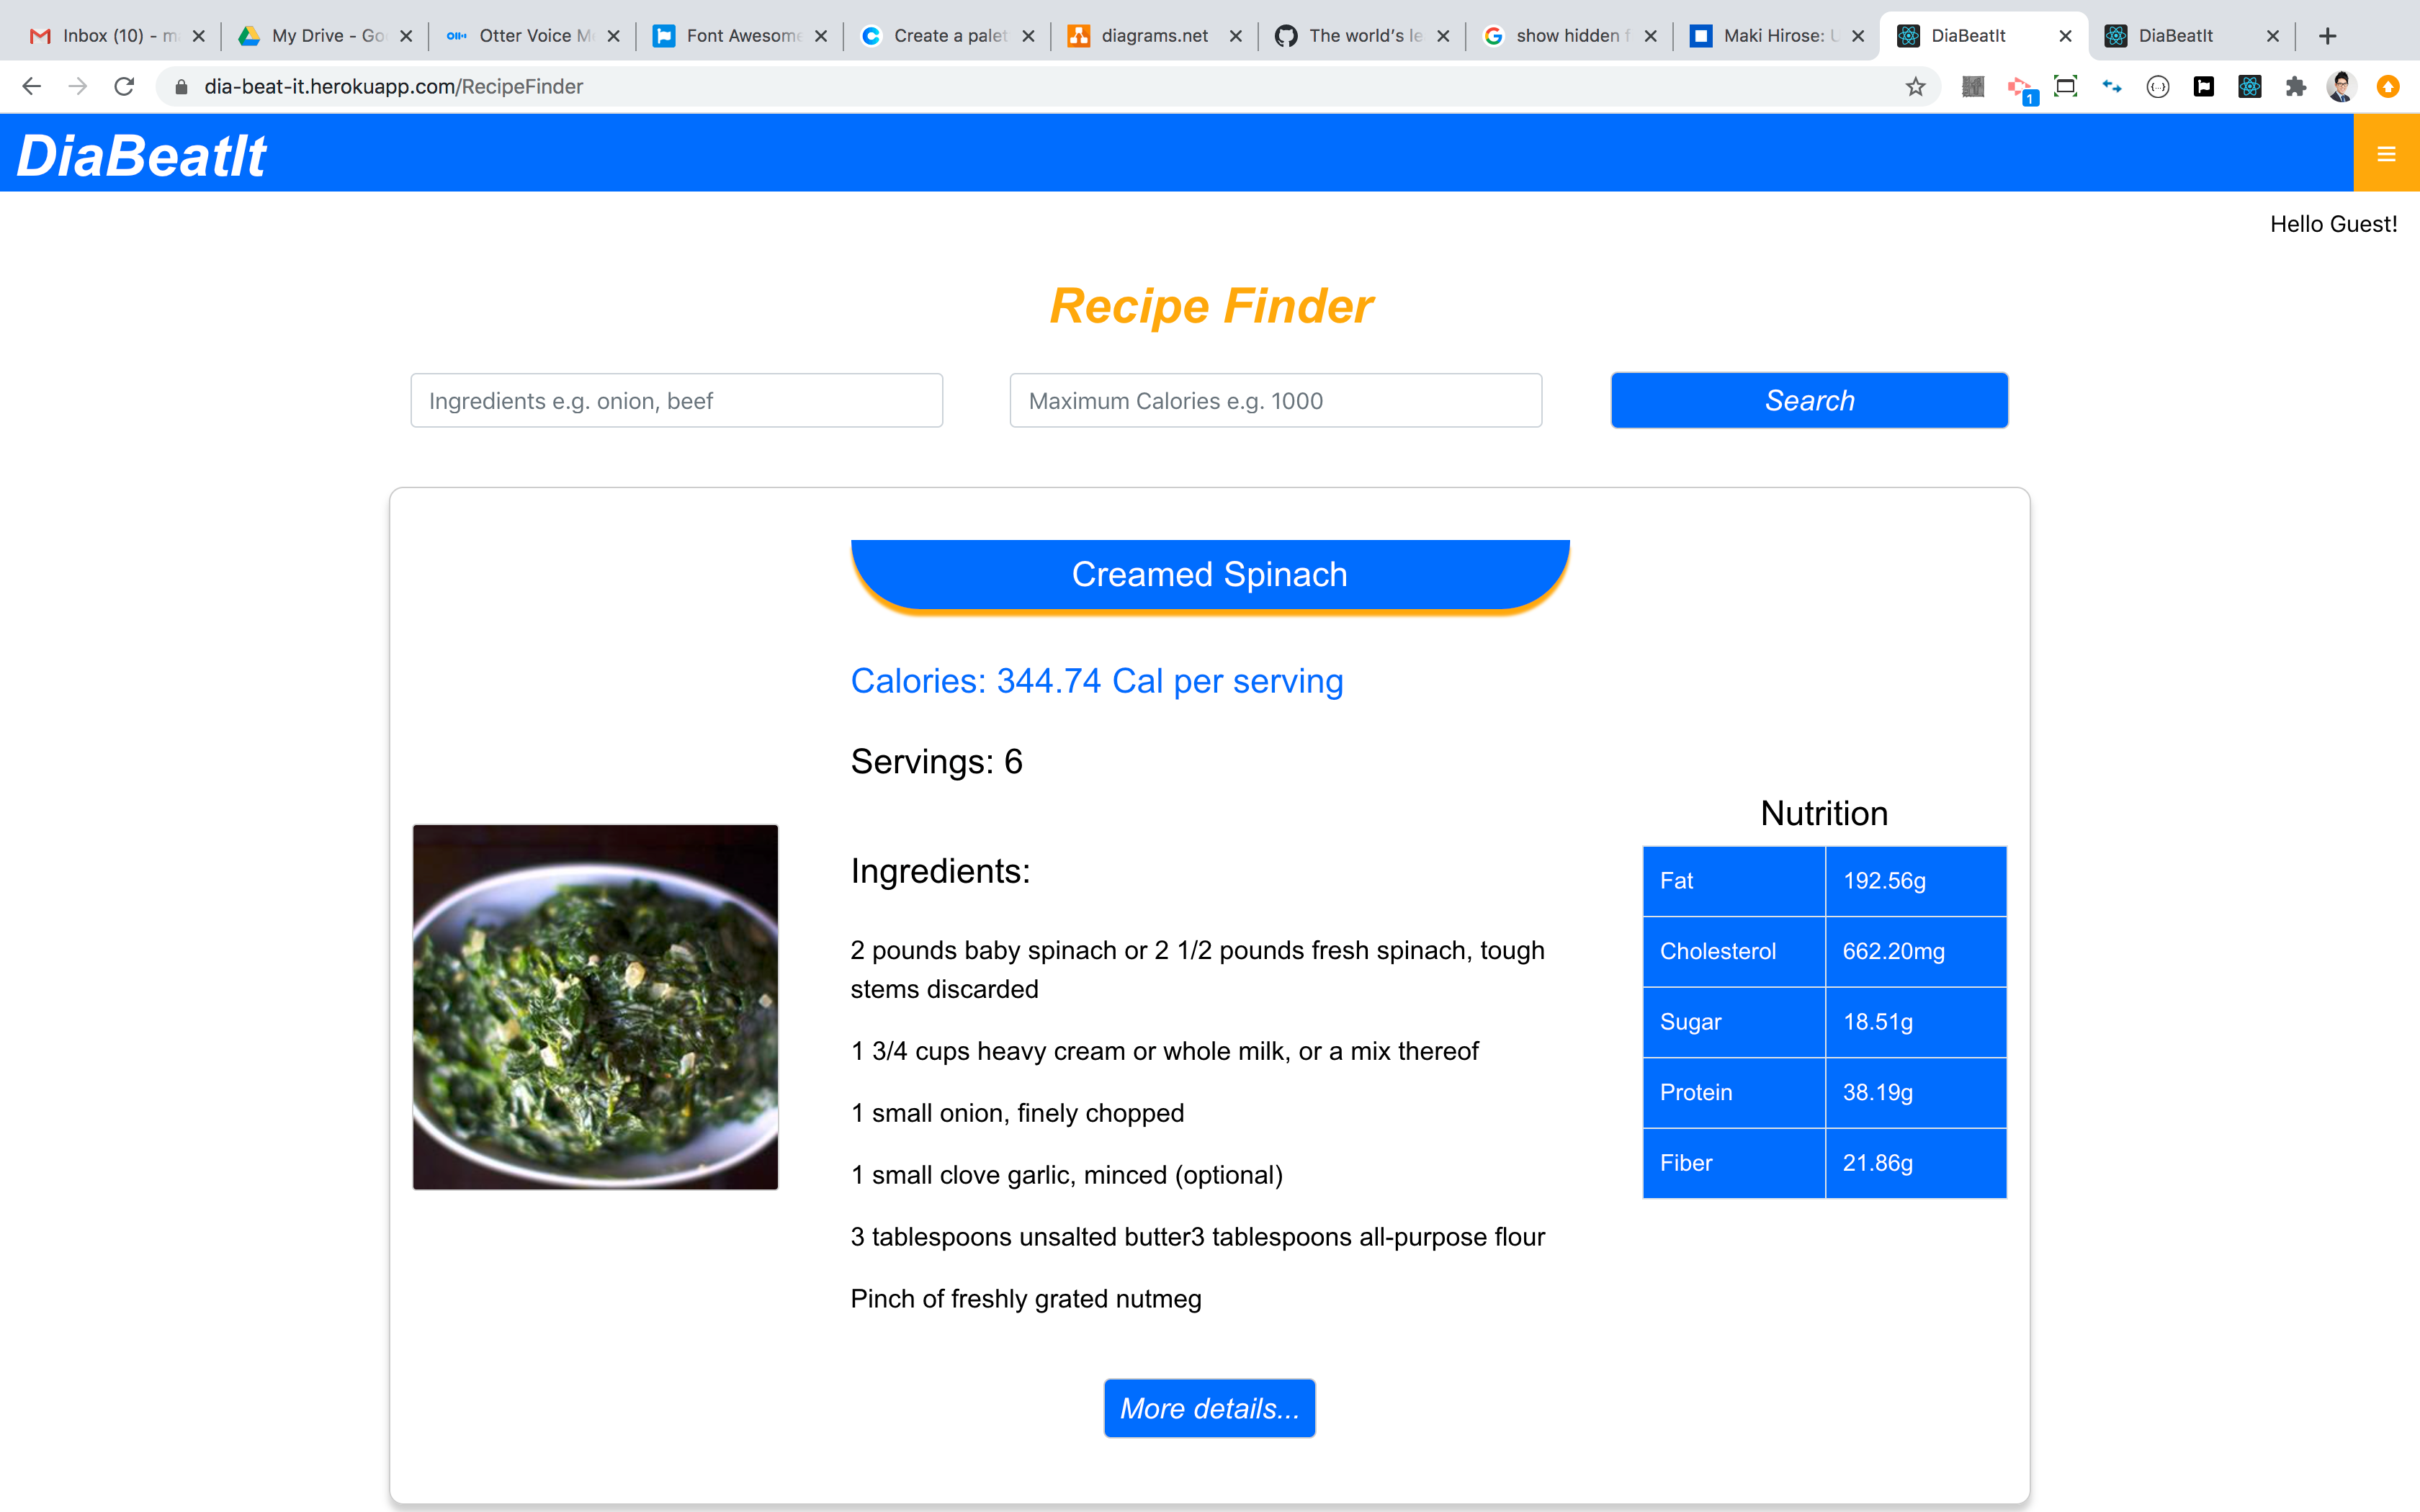 Inbox (10) - m
My Drive - Go
Otter Voice M
Font Awesome
Create a palet
diagrams.net
The world's le
show hidden f
Maki Hirose: U
DiaBeatIt
DiaBeatIt
dia-beat-it.herokuapp.com/RecipeFinder
1
DiaBeatIt
Hello Guest!
Recipe Finder
Ingredients e.g. onion, beef
Maximum Calories e.g. 1000
Search
Creamed Spinach
Calories: 344.74 Cal per serving
Servings: 6
Ingredients:
2 pounds baby spinach or 2 1/2 pounds fresh spinach, tough
stems discarded
1 3/4 cups heavy cream or whole milk, or a mix thereof
1 small onion, finely chopped
1 small clove garlic, minced (optional)
3 tablespoons unsalted butter3 tablespoons all-purpose flour
Pinch of freshly grated nutmeg
More details...
Nutrition
Fat 192.56g
Cholesterol 662.20mg
Sugar 18.51g
Protein 38.19g
Fiber 21.86g